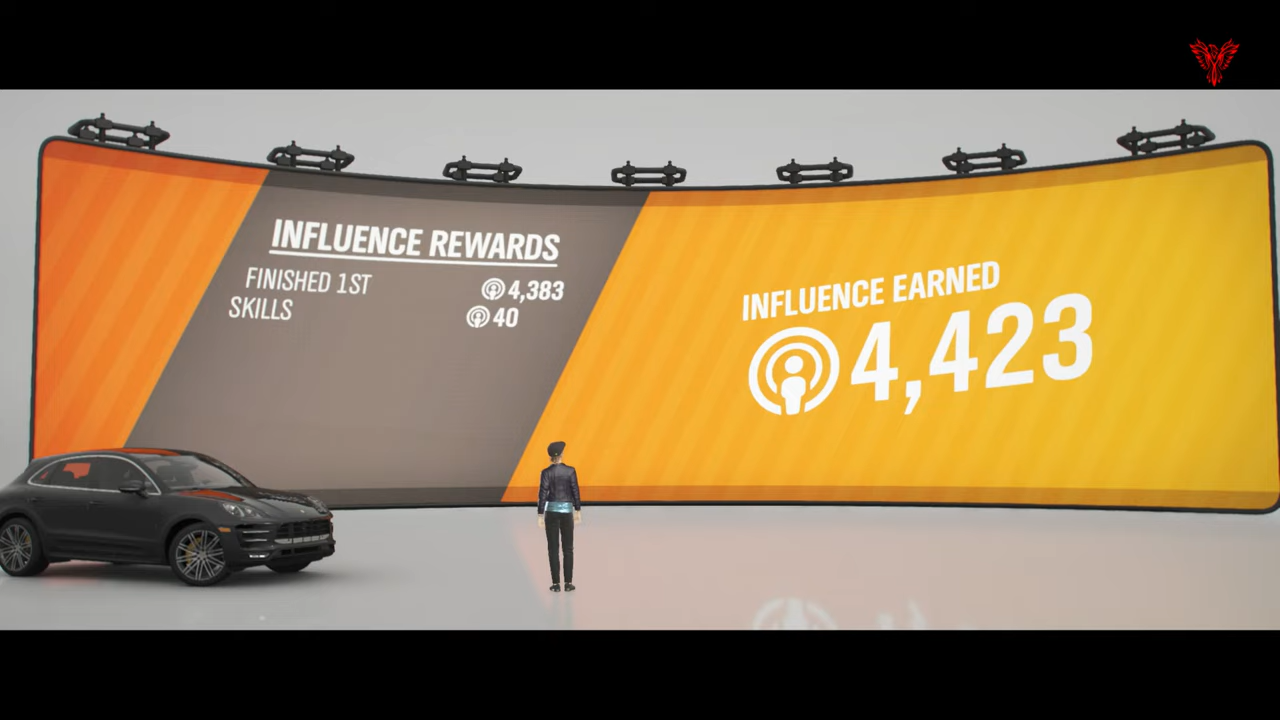 INFLUENCE REWARDS
FINISHED 1ST 4,383
SKILLS 40
INFLUENCE EARNED
4,423